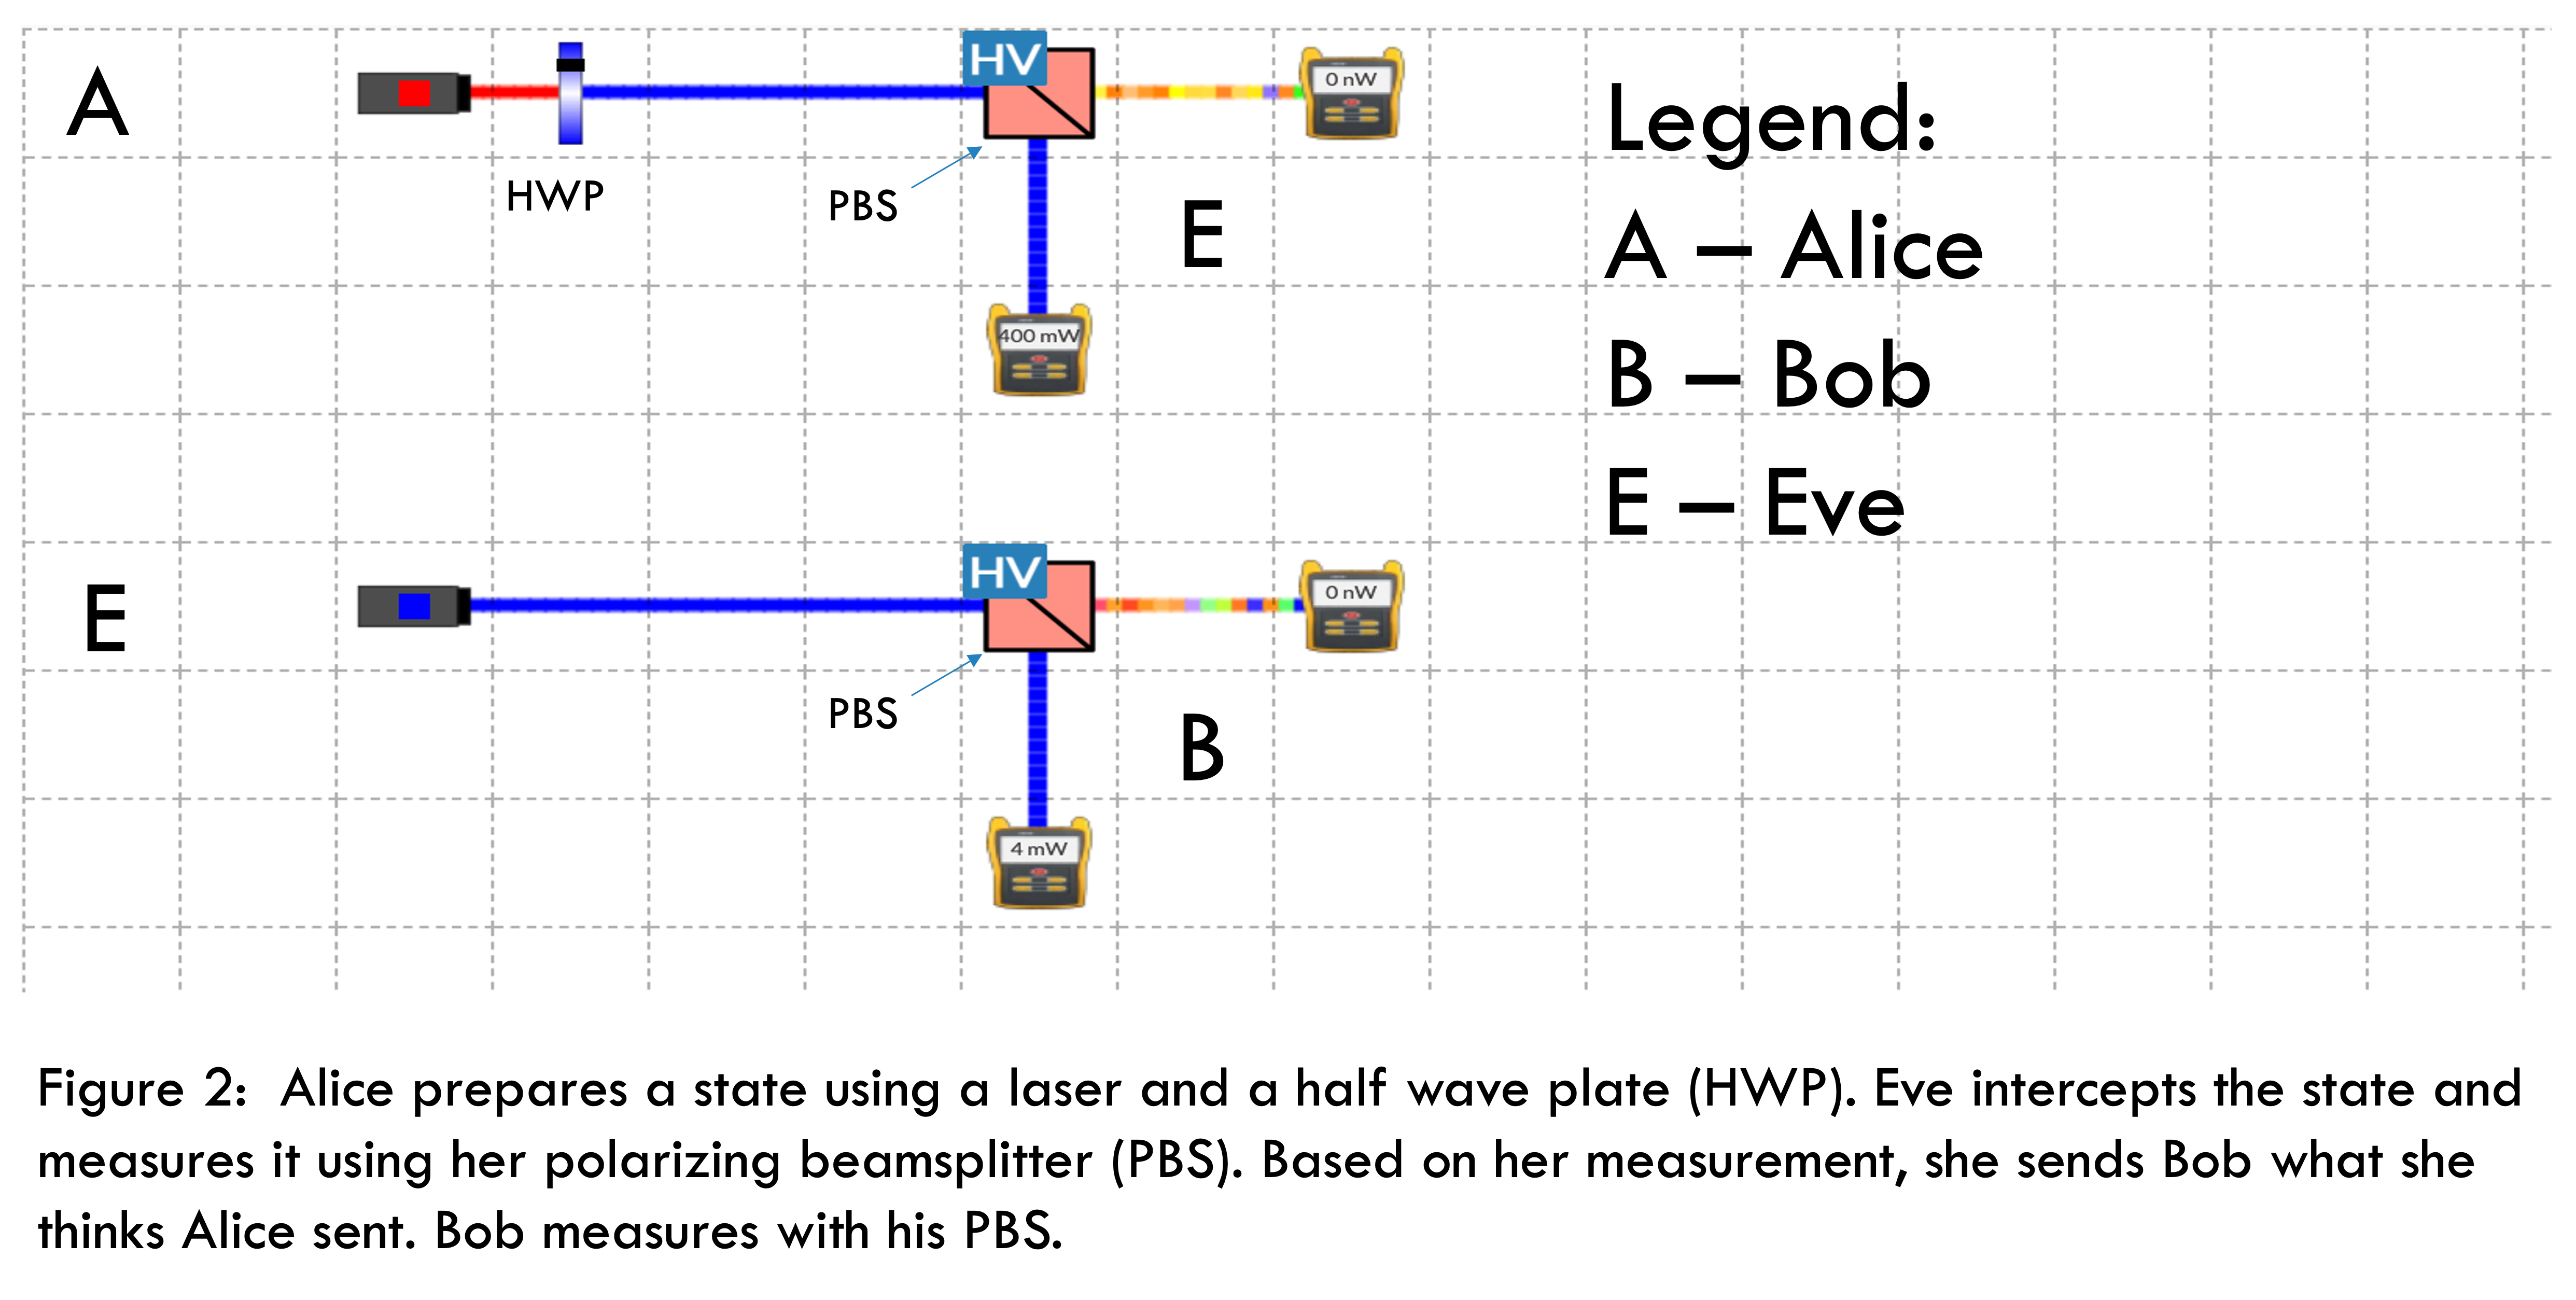 A
HV
0 nW
Legend:
HWP
PBS
E
A – Alice
400 mW
B – Bob
E – Eve
E
HV
0 nW
PBS
B
4 mW
Figure 2:  Alice prepares a state using a laser and a half wave plate (HWP). Eve intercepts the state and
measures it using her polarizing beamsplitter (PBS). Based on her measurement, she sends Bob what she
thinks Alice sent. Bob measures with his PBS.